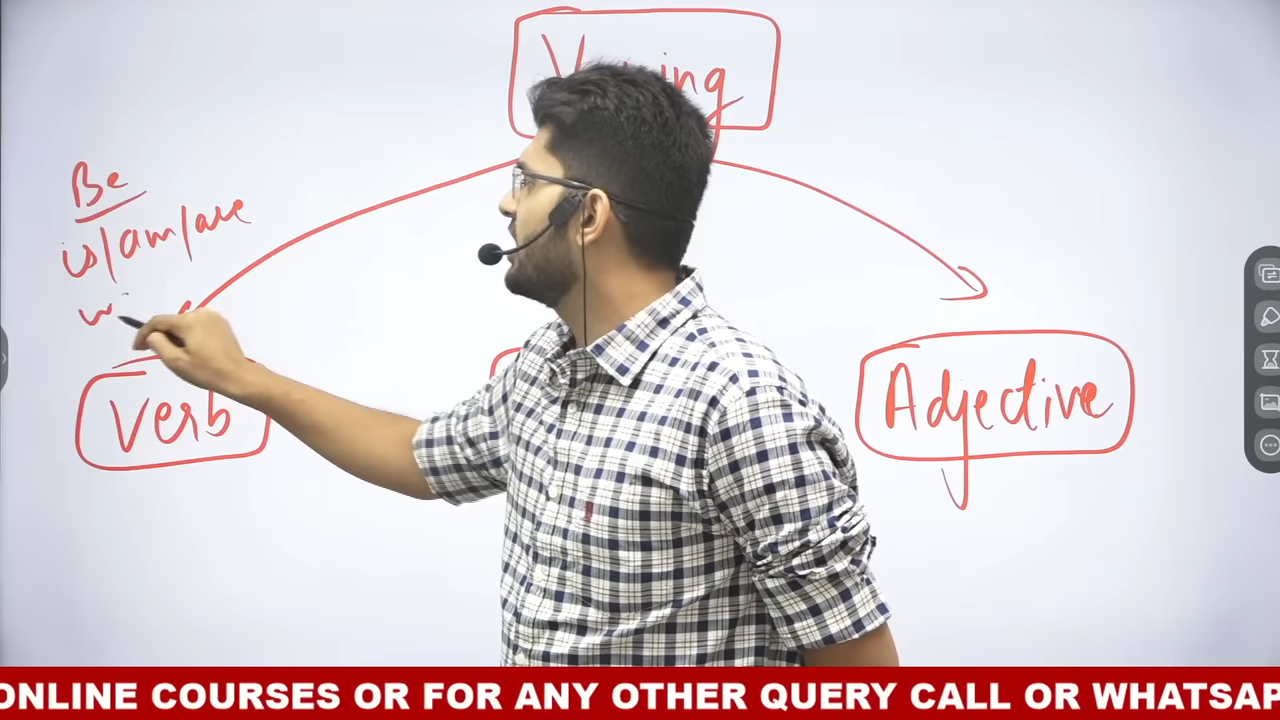 Be
is/am/are
Verb
Adjective
ONLINE COURSES OR FOR ANY OTHER QUERY CALL OR WHATSAP